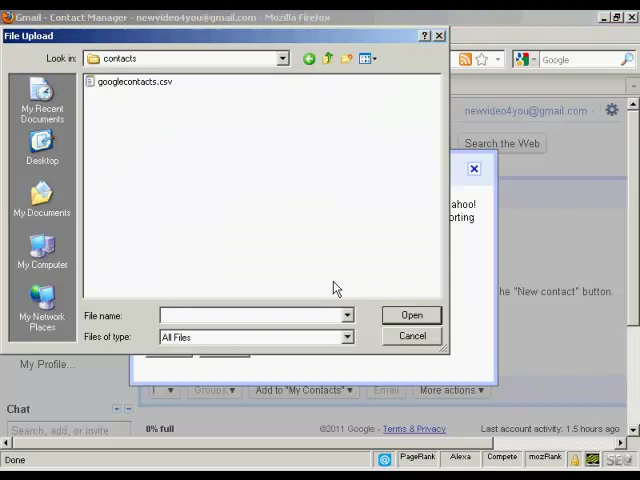 Gmail - Contact Manager - newvideo4you@gmail.com - Mozilla Firefox
File Upload
Look in: contacts
My Recent
Documents
Desktop
My Documents
My Computer
My Network
Places
googlecontacts.csv
File name:
Open
Files of type: All Files
Cancel
Google
newvideo4you@gmail.com
Search the Web
ahoo!
orting
he "New contact" button.
My Profile...
1 Groups Add to "My Contacts" Email More actions
Chat
Search, add, or invite
0% full ©2011 Google - Terms & Privacy Last account activity: 1.5 hours ago
Done PageRank Alexa Compete mozRank SEO